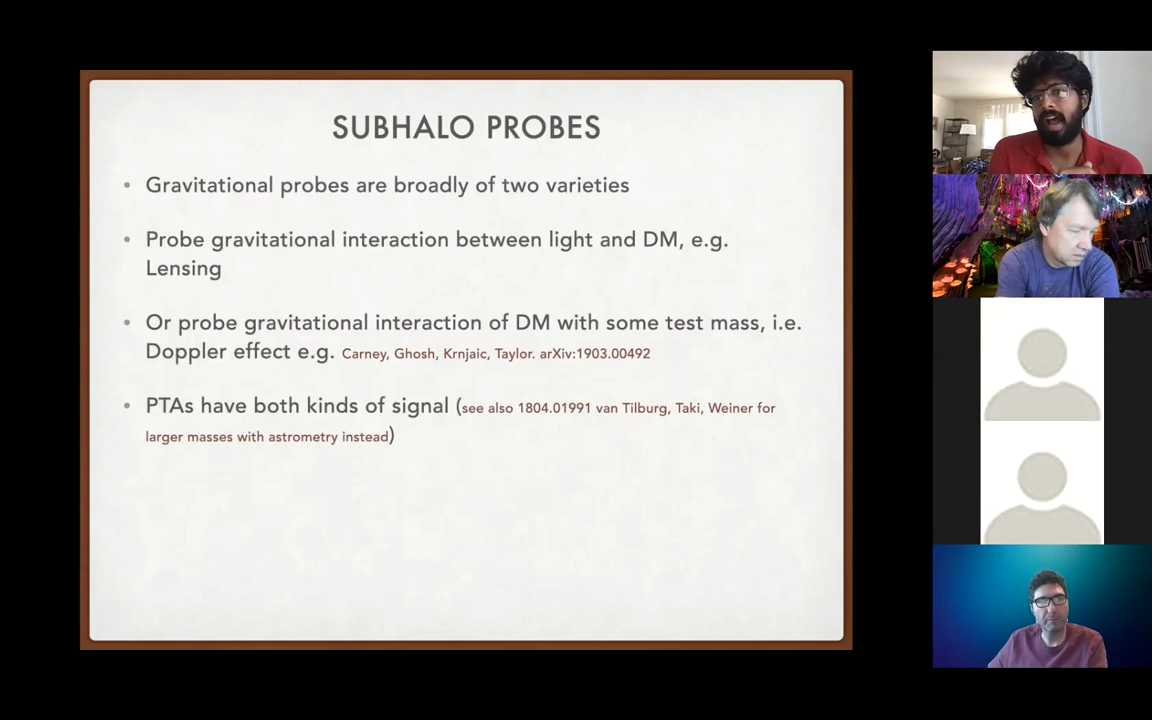 SUBHALO PROBES
• Gravitational probes are broadly of two varieties
• Probe gravitational interaction between light and DM, e.g.
Lensing
• Or probe gravitational interaction of DM with some test mass, i.e.
Doppler effect e.g. Carney, Ghosh, Krnjaic, Taylor. arXiv:1903.00492
• PTAs have both kinds of signal (see also 1804.01991 van Tilburg, Taki, Weiner for
larger masses with astrometry instead)